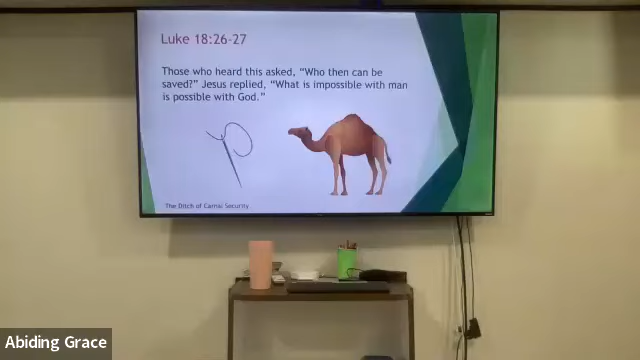 Luke 18:26-27
Those who heard this asked, “Who then can be
saved?” Jesus replied, “What is impossible with man
is possible with God.”
The Ditch of Carnal Security
Abiding Grace